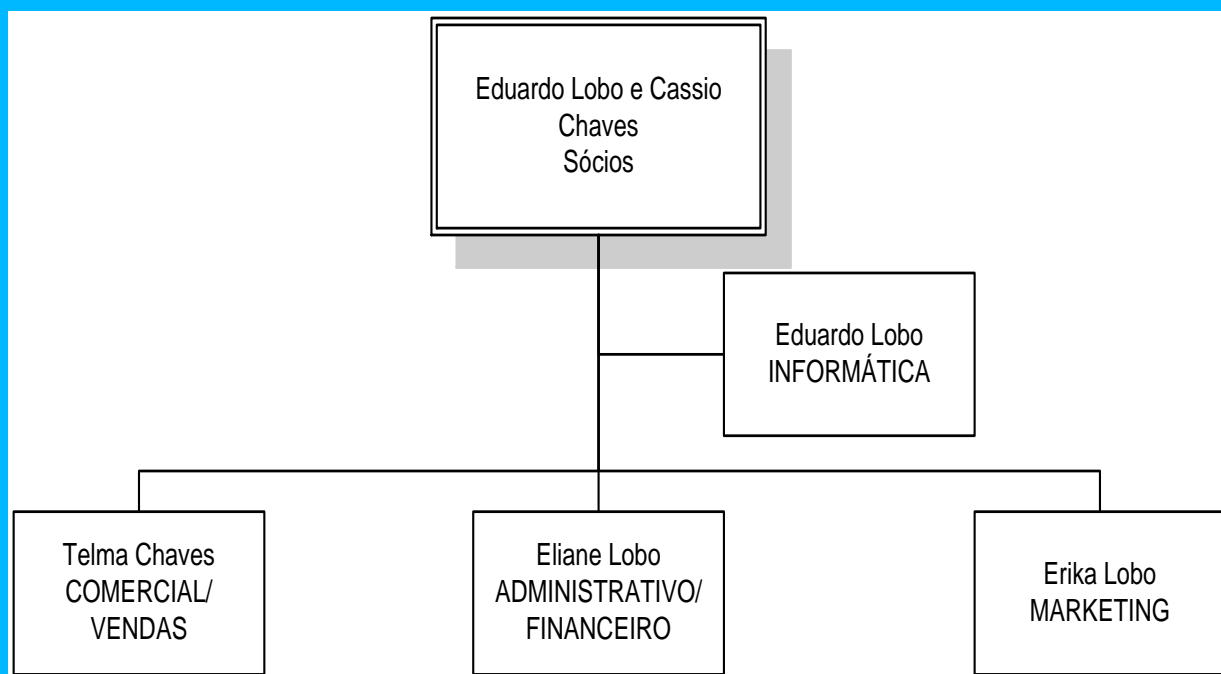 Eduardo Lobo e Cassio
Chaves
Sócios
Eduardo Lobo
INFORMÁTICA
Telma Chaves
COMERCIAL/
VENDAS
Eliane Lobo
ADMINISTRATIVO/
FINANCEIRO
Erika Lobo
MARKETING